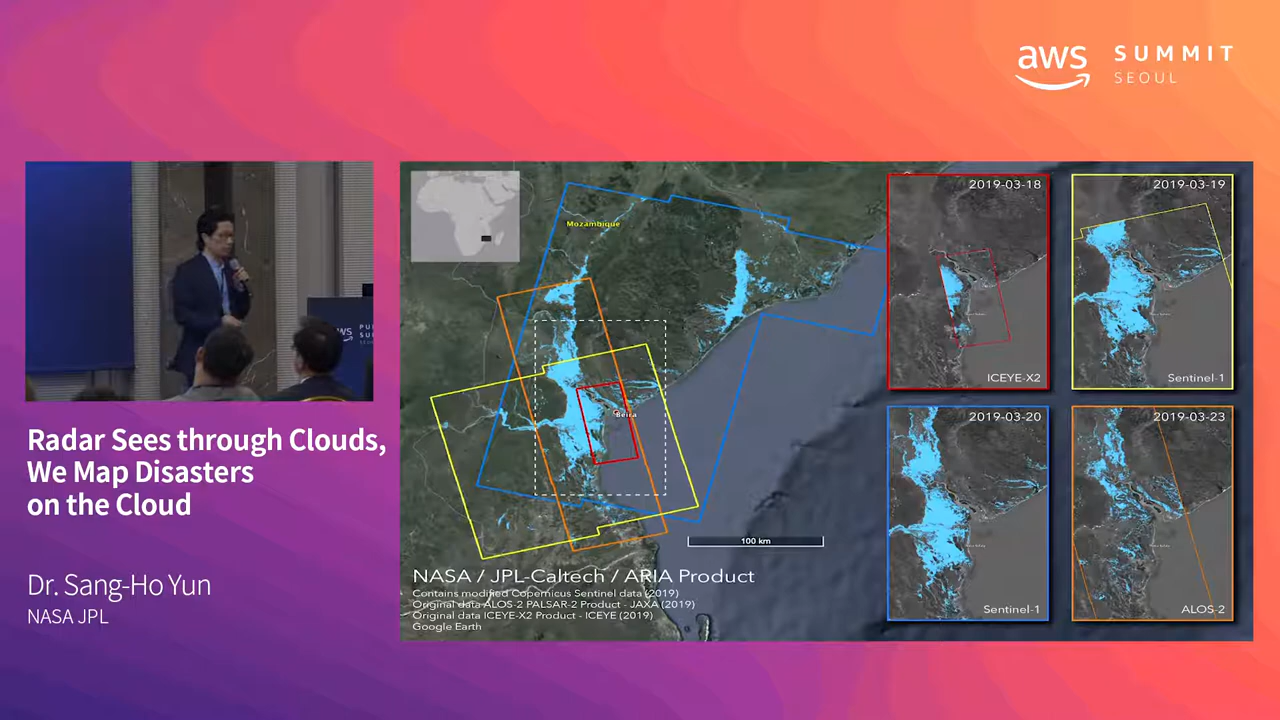 aws SUMMIT
SEOUL
aws
Radar Sees through Clouds,
We Map Disasters
on the Cloud
Dr. Sang-Ho Yun
NASA JPL
Mozambique
Beira
100 km
NASA / JPL-Caltech / ARIA Product
Contains modified Copernicus Sentinel data (2019)
Original data ALOS-2 PALSAR-2 Product - JAXA (2019)
Original data ICEYE-X2 Product - ICEYE (2019)
Google Earth
2019-03-18
ICEYE-X2
2019-03-19
Sentinel-1
2019-03-20
Sentinel-1
2019-03-23
ALOS-2